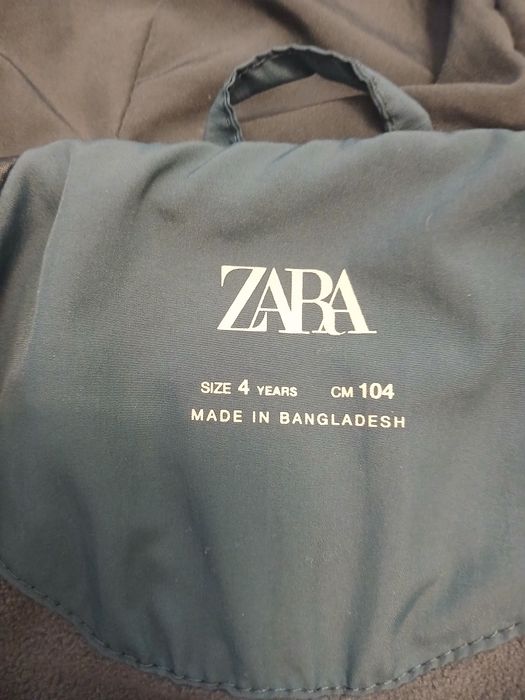 ZARA
SIZE 4 YEARS CM 104
MADE IN BANGLADESH